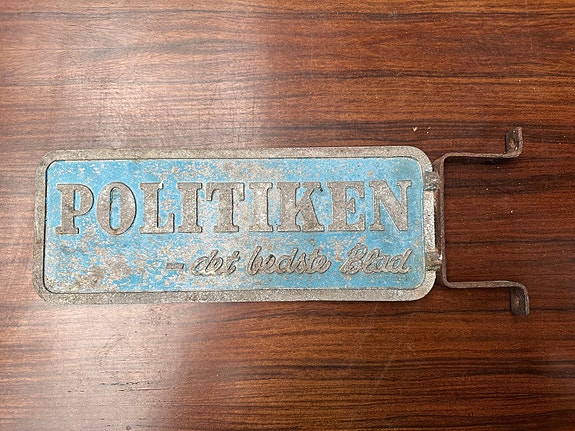 POLITIKEN
- det bedste Blad